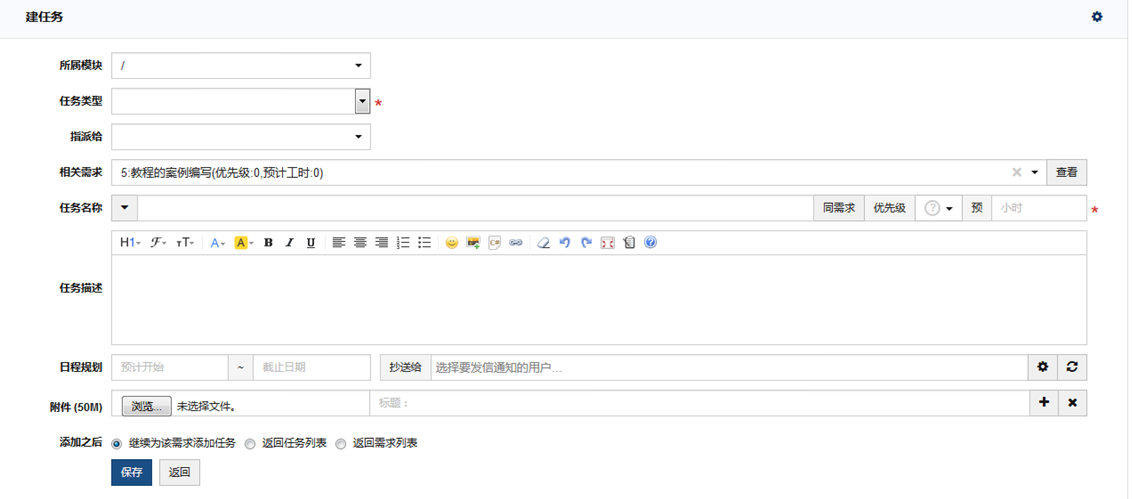 建任务
所属模块 /
任务类型 *
指派给
相关需求 5:教程的案例编写(优先级:0,预计工时:0) 查看
任务名称 同需求 优先级 ? 预 小时 *
H1 ℱ TT A A B I U C# ?
任务描述
日程规划 预计开始 ~ 截止日期 抄送给 选择要发信通知的用户...
附件 (50M) 浏览... 未选择文件。 标题：
添加之后 继续为该需求添加任务 返回任务列表 返回需求列表
保存 返回